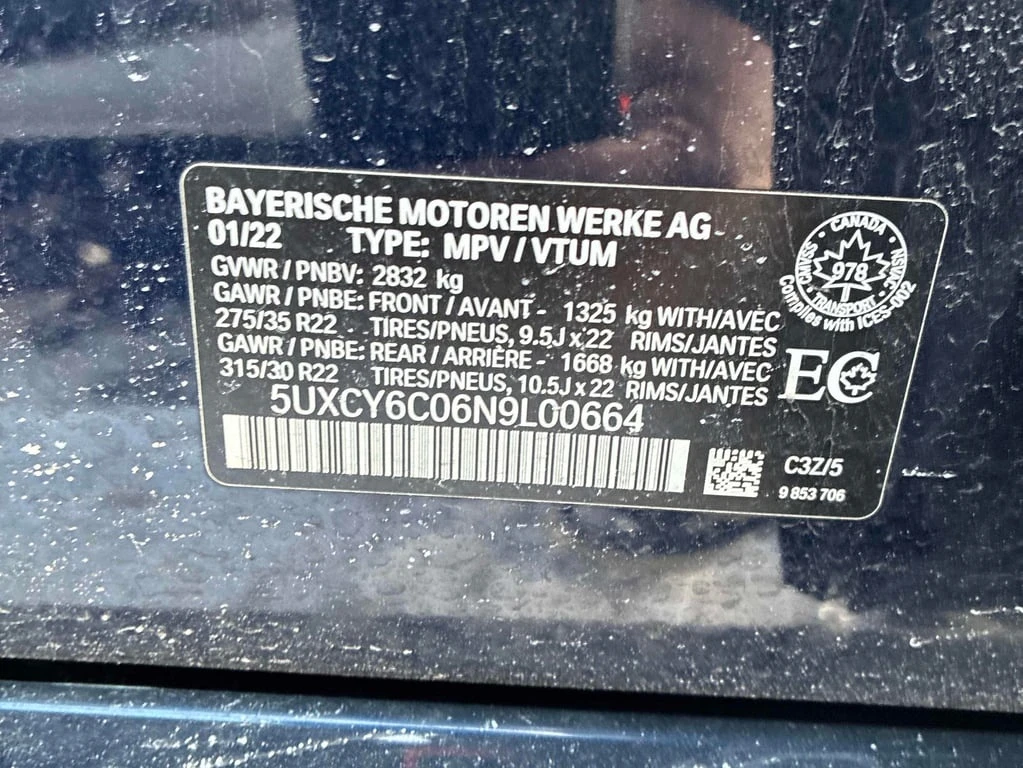 BAYERISCHE MOTOREN WERKE AG
01/22 TYPE: MPV / VTUM
GVWR / PNBV: 2832 kg
GAWR / PNBE: FRONT / AVANT - 1325 kg WITH/AVEC
275/35 R22 TIRES/PNEUS, 9.5J x 22 RIMS/JANTES
GAWR / PNBE: REAR / ARRIÈRE - 1668 kg WITH/AVEC
315/30 R22 TIRES/PNEUS, 10.5J x 22 RIMS/JANTES
5UXCY6C06N9L00664
CANADA
978
TRANSPORT
Complies with ICES-002
EC
C3Z/5
9 853 706